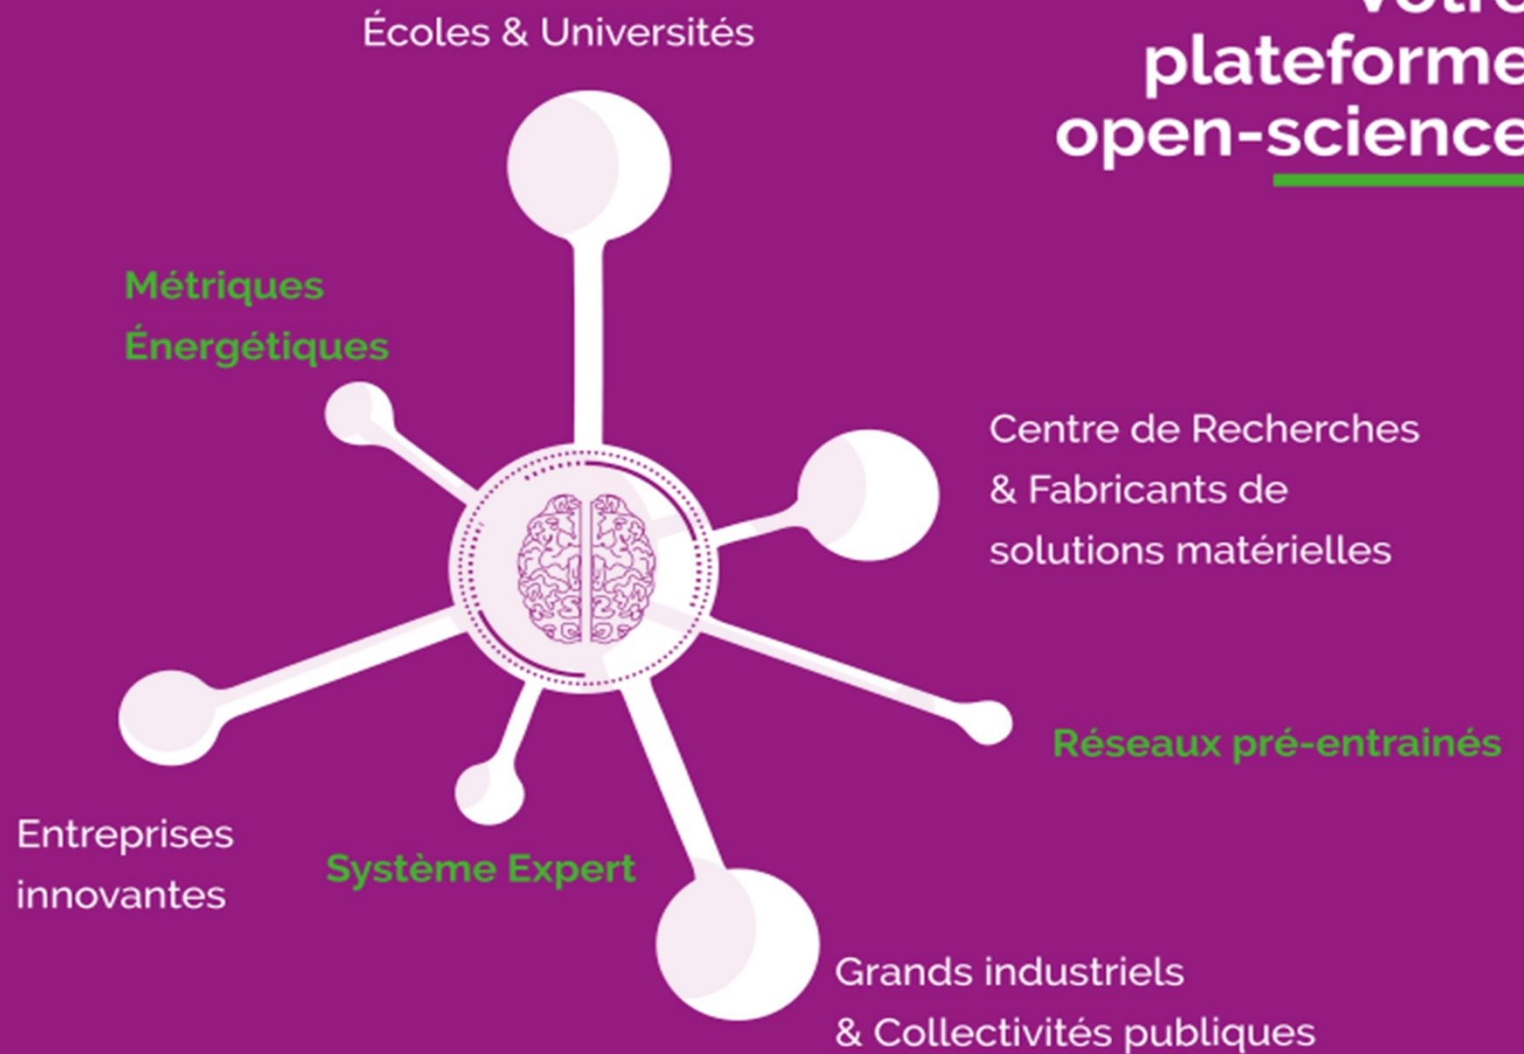 Écoles & Universités
Votre
plateforme
open-science
Métriques
Énergétiques
Centre de Recherches
& Fabricants de
solutions matérielles
Réseaux pré-entrainés
Entreprises
innovantes
Système Expert
Grands industriels
& Collectivités publiques